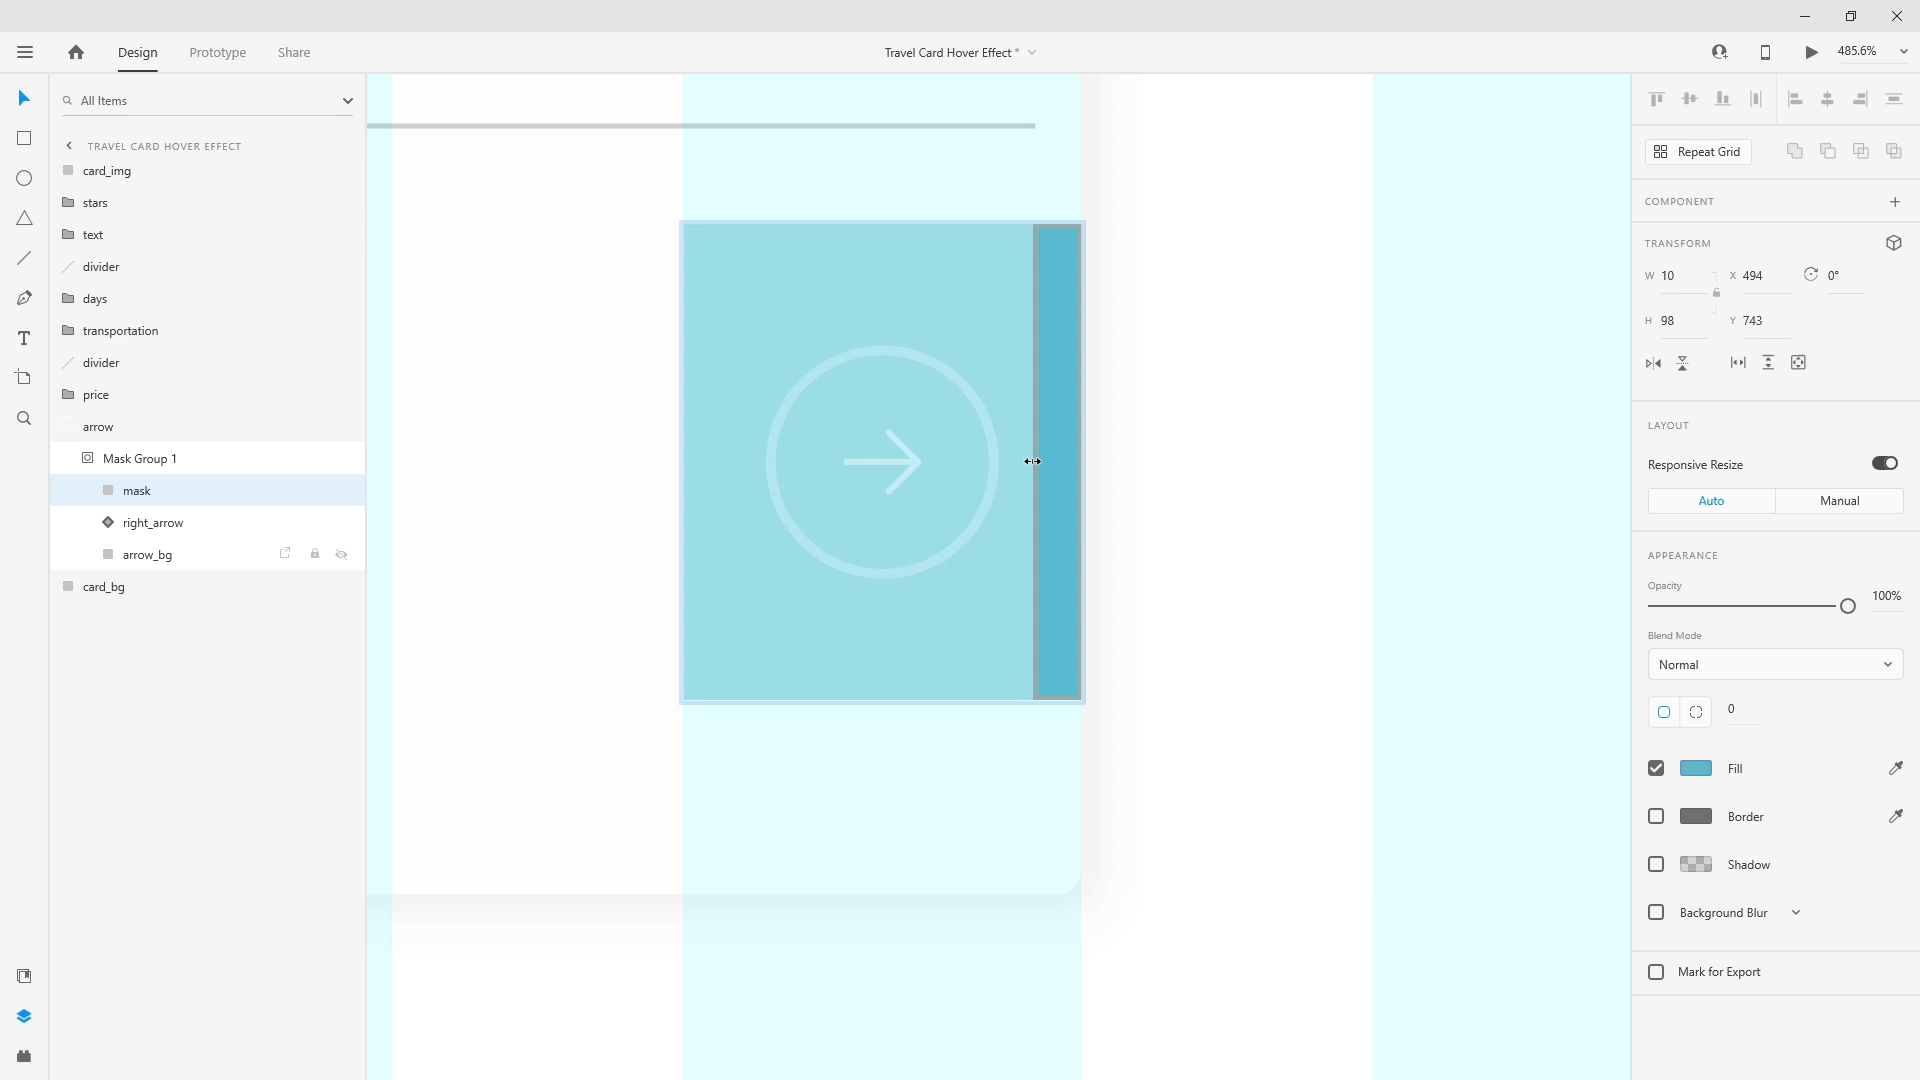 Design
Prototype
Share
Travel Card Hover Effect *
485.6%
All Items
TRAVEL CARD HOVER EFFECT
card_img
stars
text
divider
days
transportation
divider
price
arrow
Mask Group 1
mask
right_arrow
arrow_bg
card_bg
Repeat Grid
COMPONENT
TRANSFORM
W 10 X 494 0°
H 98 Y 743
LAYOUT
Responsive Resize
Auto Manual
APPEARANCE
Opacity
100%
Blend Mode
Normal
0
Fill
Border
Shadow
Background Blur
Mark for Export